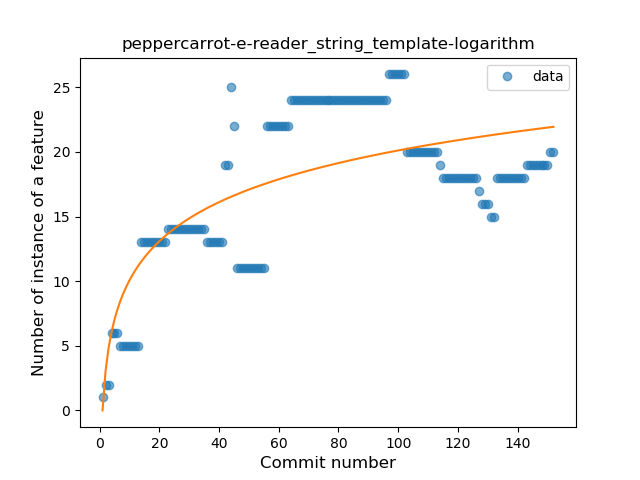 peppercarrot-e-reader_string_template-logarithm
data
Number of instance of a feature
25
20
15
10
5
0
0 20 40 60 80 100 120 140
Commit number